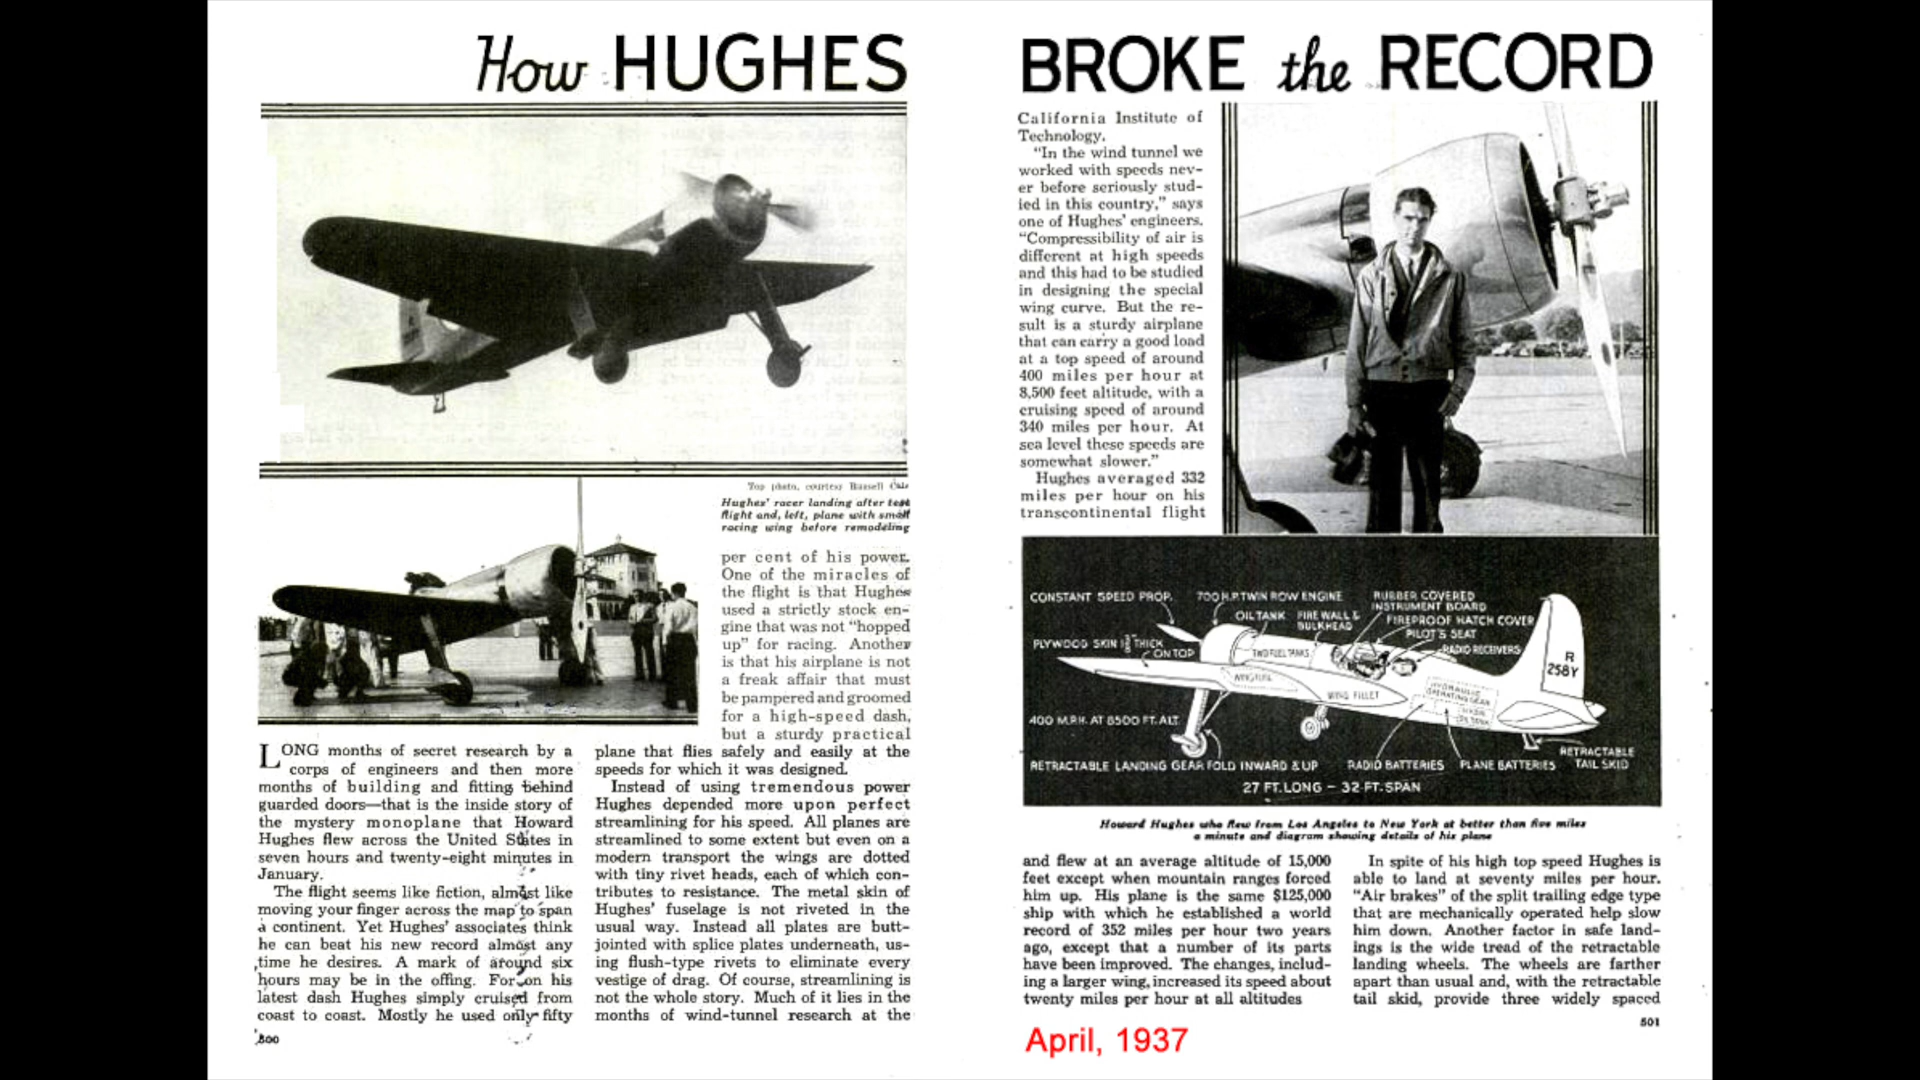 How HUGHES BROKE the RECORD
Top photo, courtesy Russell
Hughes' racer landing after test
flight and, left, plane with small
racing wing before remodeling
LONG months of secret research by a
corps of engineers and then more
months of building and fitting behind
guarded doors—that is the inside story of
the mystery monoplane that Howard
Hughes flew across the United States in
seven hours and twenty-eight minutes in
January.
The flight seems like fiction, almost like
moving your finger across the map to span
a continent. Yet Hughes' associates think
he can beat his new record almost any
time he desires. A mark of around six
hours may be in the offing. For on his
latest dash Hughes simply cruised from
coast to coast. Mostly he used only fifty
500
per cent of his power.
One of the miracles of
the flight is that Hughes
used a strictly stock en-
gine that was not "hopped
up" for racing. Another
is that his airplane is not
a freak affair that must
be pampered and groomed
for a high-speed dash,
but a sturdy practical
plane that flies safely and easily at the
speeds for which it was designed.
Instead of using tremendous power
Hughes depended more upon perfect
streamlining for his speed. All planes are
streamlined to some extent but even on a
modern transport the wings are dotted
with tiny rivet heads, each of which con-
tributes to resistance. The metal skin of
Hughes' fuselage is not riveted in the
usual way. Instead all plates are butt-
jointed with splice plates underneath, us-
ing flush-type rivets to eliminate every
vestige of drag. Of course, streamlining is
not the whole story. Much of it lies in the
months of wind-tunnel research at the
California Institute of
Technology.
"In the wind tunnel we
worked with speeds nev-
er before seriously stud-
ied in this country," says
one of Hughes' engineers.
"Compressibility of air is
different at high speeds
and this had to be studied
in designing the special
wing curve. But the re-
sult is a sturdy airplane
that can carry a good load
at a top speed of around
400 miles per hour at
8,500 feet altitude, with a
cruising speed of around
340 miles per hour. At
sea level these speeds are
somewhat slower."
Hughes averaged 332
miles per hour on his
transcontinental flight
CONSTANT SPEED PROP.
700 H.P. TWIN ROW ENGINE
RUBBER COVERED
INSTRUMENT BOARD
OIL TANK
FIRE WALL &
BULKHEAD
FIREPROOF HATCH COVER
PILOT'S SEAT
PLYWOOD SKIN THICK
ON TOP
TWO FUEL TANKS
RADIO RECEIVERS
R
258Y
WING FILLET
HYDRAULIC
OPERATING GEAR
400 M.P.H. AT 8500 FT. ALT.
RETRACTABLE
TAIL SKID
RETRACTABLE LANDING GEAR FOLD INWARD & UP
RADIO BATTERIES
PLANE BATTERIES
27 FT. LONG — 32-FT. SPAN
Howard Hughes who flew from Los Angeles to New York at better than five miles
a minute and diagram showing details of his plane
and flew at an average altitude of 15,000
feet except when mountain ranges forced
him up. His plane is the same $125,000
ship with which he established a world
record of 352 miles per hour two years
ago, except that a number of its parts
have been improved. The changes, includ-
ing a larger wing, increased its speed about
twenty miles per hour at all altitudes
In spite of his high top speed Hughes is
able to land at seventy miles per hour.
"Air brakes" of the split trailing edge type
that are mechanically operated help slow
him down. Another factor in safe land-
ings is the wide tread of the retractable
landing wheels. The wheels are farther
apart than usual and, with the retractable
tail skid, provide three widely spaced
501
April, 1937